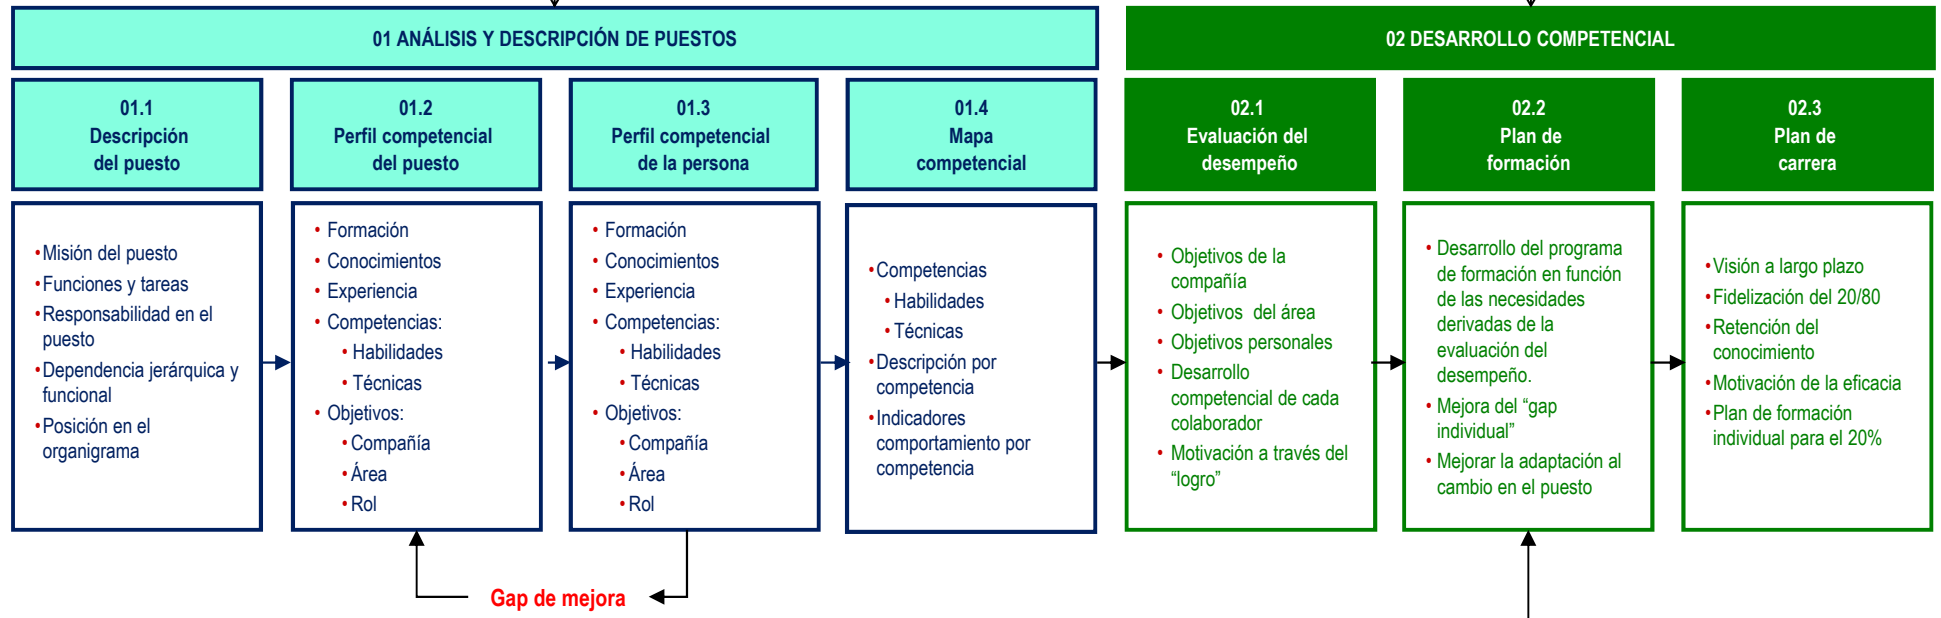 01 ANÁLISIS Y DESCRIPCIÓN DE PUESTOS
01.1
Descripción
del puesto
•Misión del puesto
•Funciones y tareas
•Responsabilidad en el
puesto
•Dependencia jerárquica y
funcional
•Posición en el
organigrama
01.2
Perfil competencial
del puesto
• Formación
• Conocimientos
• Experiencia
• Competencias:
• Habilidades
• Técnicas
• Objetivos:
• Compañía
• Área
• Rol
01.3
Perfil competencial
de la persona
• Formación
• Conocimientos
• Experiencia
• Competencias:
• Habilidades
• Técnicas
• Objetivos:
• Compañía
• Área
• Rol
Gap de mejora
01.4
Mapa
competencial
•Competencias
• Habilidades
• Técnicas
•Descripción por
competencia
•Indicadores
comportamiento por
competencia
02 DESARROLLO COMPETENCIAL
02.1
Evaluación del
desempeño
• Objetivos de la
compañía
• Objetivos del área
• Objetivos personales
• Desarrollo
competencial de cada
colaborador
• Motivación a través del
“logro”
02.2
Plan de
formación
• Desarrollo del programa
de formación en función
de las necesidades
derivadas de la
evaluación del
desempeño.
• Mejora del “gap
individual”
• Mejorar la adaptación al
cambio en el puesto
02.3
Plan de
carrera
•Visión a largo plazo
•Fidelización del 20/80
•Retención del
conocimiento
•Motivación de la eficacia
•Plan de formación
individual para el 20%